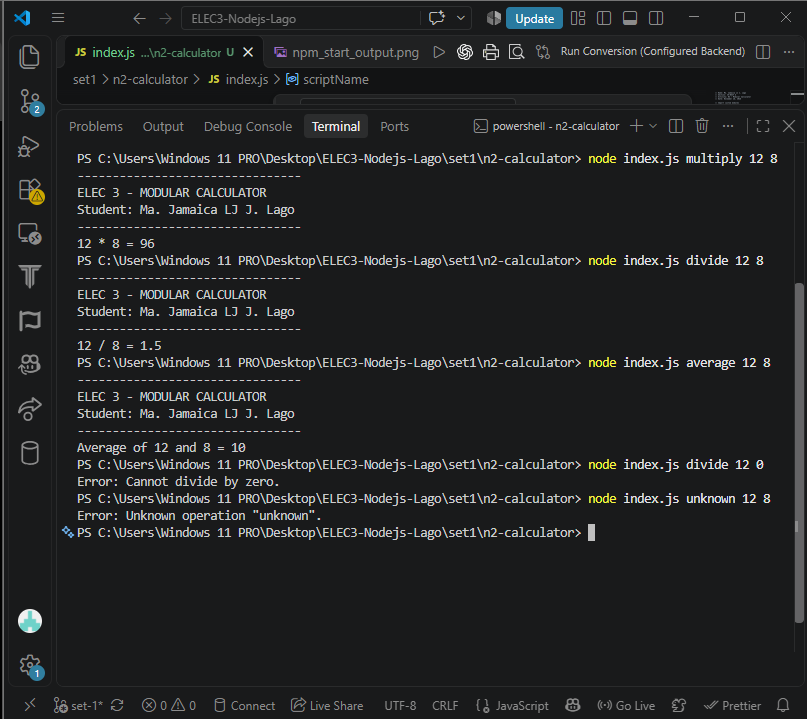 ELEC3-Nodejs-Lago
Update
JS index.js ...\n2-calculator U
npm_start_output.png
Run Conversion (Configured Backend)
set1 > n2-calculator > JS index.js > scriptName
Problems Output Debug Console Terminal Ports
powershell - n2-calculator
PS C:\Users\Windows 11 PRO\Desktop\ELEC3-Nodejs-Lago\set1\n2-calculator> node index.js multiply 12 8
--------------------------------
ELEC 3 - MODULAR CALCULATOR
Student: Ma. Jamaica LJ J. Lago
--------------------------------
12 * 8 = 96
PS C:\Users\Windows 11 PRO\Desktop\ELEC3-Nodejs-Lago\set1\n2-calculator> node index.js divide 12 8
--------------------------------
ELEC 3 - MODULAR CALCULATOR
Student: Ma. Jamaica LJ J. Lago
--------------------------------
12 / 8 = 1.5
PS C:\Users\Windows 11 PRO\Desktop\ELEC3-Nodejs-Lago\set1\n2-calculator> node index.js average 12 8
--------------------------------
ELEC 3 - MODULAR CALCULATOR
Student: Ma. Jamaica LJ J. Lago
--------------------------------
Average of 12 and 8 = 10
PS C:\Users\Windows 11 PRO\Desktop\ELEC3-Nodejs-Lago\set1\n2-calculator> node index.js divide 12 0
Error: Cannot divide by zero.
PS C:\Users\Windows 11 PRO\Desktop\ELEC3-Nodejs-Lago\set1\n2-calculator> node index.js unknown 12 8
Error: Unknown operation "unknown".
PS C:\Users\Windows 11 PRO\Desktop\ELEC3-Nodejs-Lago\set1\n2-calculator>
2
1
set-1* 0 0 Connect Live Share UTF-8 CRLF {} JavaScript Go Live Prettier